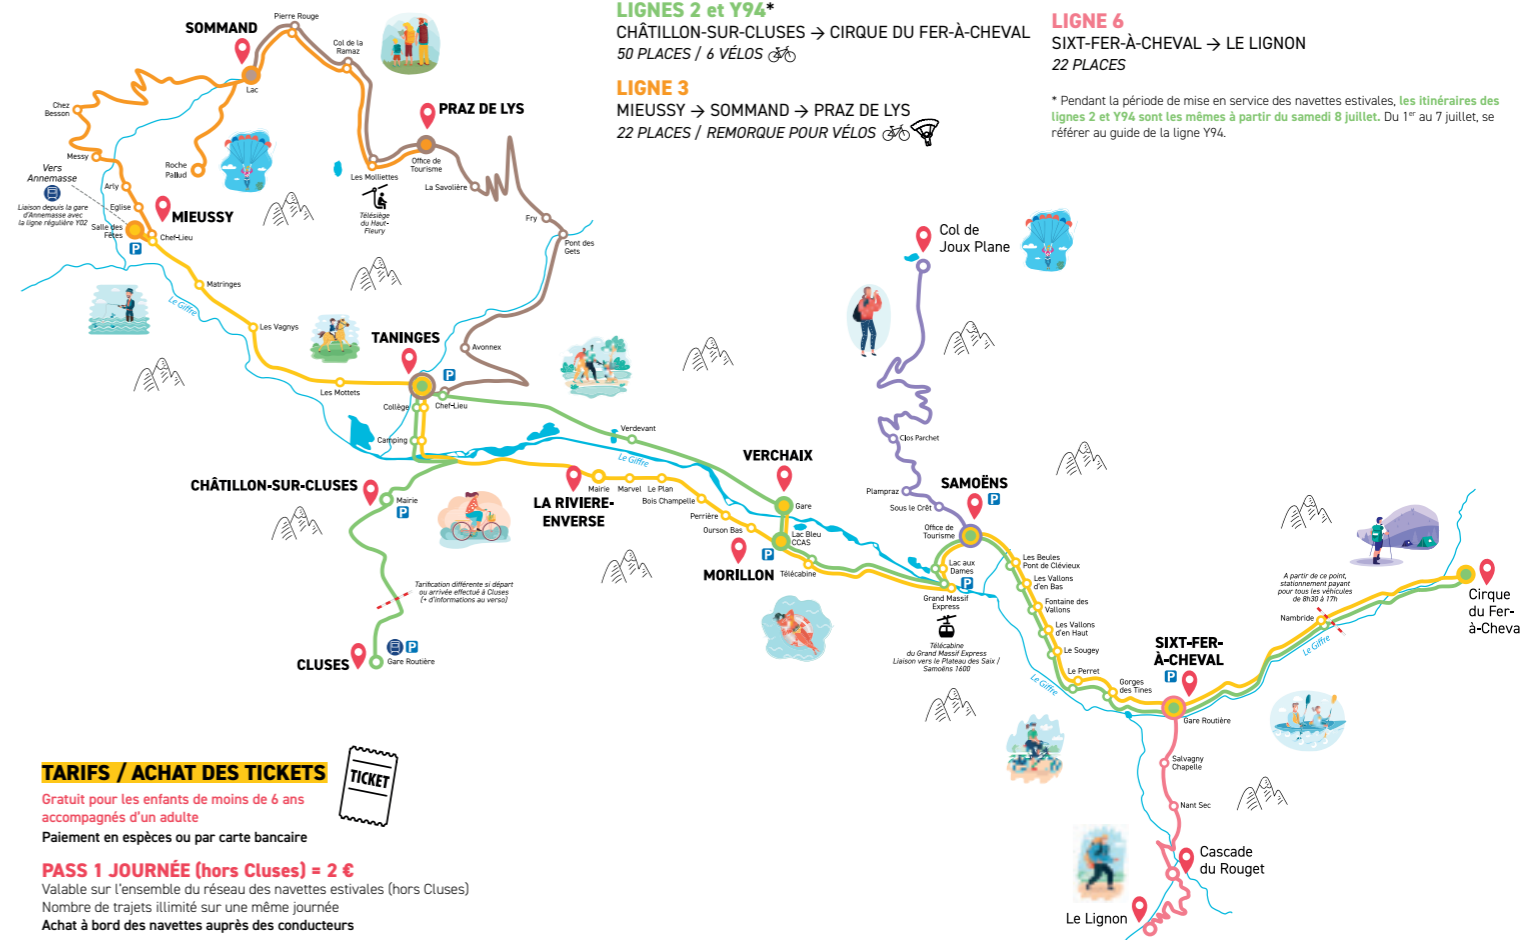 LIGNES 2 et Y94*
CHÂTILLON-SUR-CLUSES → CIRQUE DU FER-À-CHEVAL
50 PLACES / 6 VÉLOS
LIGNE 3
MIEUSSY → SOMMAND → PRAZ DE LYS
22 PLACES / REMORQUE POUR VÉLOS
LIGNE 6
SIXT-FER-À-CHEVAL → LE LIGNON
22 PLACES
* Pendant la période de mise en service des navettes estivales, les itinéraires des
lignes 2 et Y94 sont les mêmes à partir du samedi 8 juillet. Du 1er au 7 juillet, se
référer au guide de la ligne Y94.
SOMMAND
Pierre Rouge
Col de la
Ramaz
Lac
Chez
Besson
PRAZ DE LYS
Office de
Tourisme
Messy
Roche
Pallud
Les Molliettes
La Savolière
Vers
Annemasse
Liaison depuis la gare
d'Annemasse avec
la ligne régulière Y02
Arly
Eglise
Salle des
Fêtes
MIEUSSY
Chef-Lieu
P
Télésiège
du Haut-
Fleury
Fry
Pont des
Gets
Col de
Joux Plane
Matringes
Le Giffre
Les Vagnys
TANINGES
Avonnex
P
Les Mottets
Collège
Chef-Lieu
Camping
Verdevant
Le Giffre
Clos Parchet
VERCHAIX
Gare
Plampraz
SAMOËNS
P
Sous le Crêt
Office de
Tourisme
CHÂTILLON-SUR-CLUSES
Mairie
P
LA RIVIERE-
ENVERSE
Mairie
Marvel
Le Plan
Bois Champelle
Perrière
Ourson Bas
Lac Bleu
CCAS
P
MORILLON
Télécabine
Lac aux
Dames
P
Grand Massif
Express
Télécabine
du Grand Massif Express
Liaison vers le Plateau des Saix /
Samoëns 1600
Les Beules
Pont de Clévieux
Les Vallons
d'en Bas
Fontaine des
Vallons
Les Vallons
d'en Haut
Le Sougey
Le Perret
Gorges
des Tines
Le Giffre
Tarification différente si départ
ou arrivée effectué à Cluses
(+ d'informations au verso)
CLUSES
P
Gare Routière
SIXT-FER-
À-CHEVAL
P
Gare Routière
A partir de ce point,
stationnement payant
pour tous les véhicules
de 8h30 à 17h
Nambride
Le Giffre
Cirque
du Fer-
à-Cheva
Salvagny
Chapelle
Nant Sec
Cascade
du Rouget
Le Lignon
TARIFS / ACHAT DES TICKETS
TICKET
Gratuit pour les enfants de moins de 6 ans
accompagnés d'un adulte
Paiement en espèces ou par carte bancaire
PASS 1 JOURNÉE (hors Cluses) = 2 €
Valable sur l'ensemble du réseau des navettes estivales (hors Cluses)
Nombre de trajets illimité sur une même journée
Achat à bord des navettes auprès des conducteurs